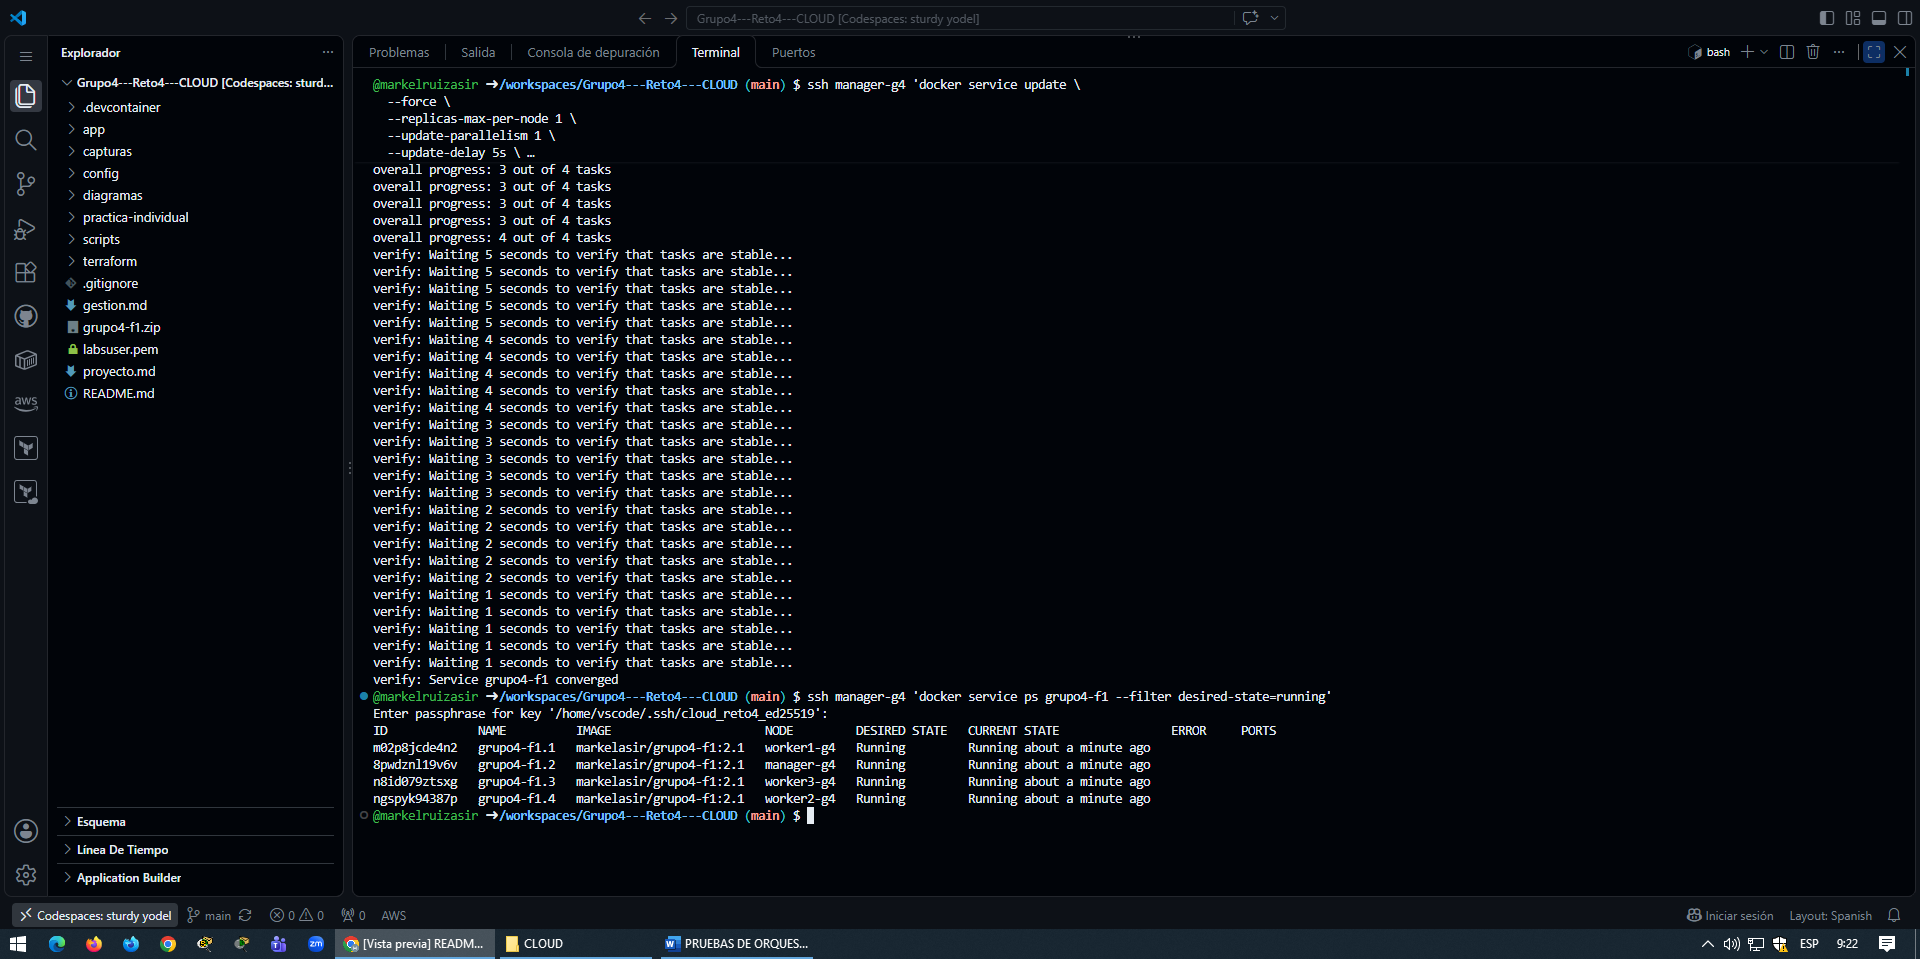 Grupo4---Reto4---CLOUD [Codespaces: sturdy yodel]
Explorador
Grupo4---Reto4---CLOUD [Codespaces: sturd...
.devcontainer
app
capturas
config
diagramas
practica-individual
scripts
terraform
.gitignore
gestion.md
grupo4-f1.zip
labsuser.pem
proyecto.md
README.md
Esquema
Línea De Tiempo
Application Builder
aws
Problemas
Salida
Consola de depuración
Terminal
Puertos
bash
@markelruizasir ➜/workspaces/Grupo4---Reto4---CLOUD (main) $ ssh manager-g4 'docker service update \
--force \
--replicas-max-per-node 1 \
--update-parallelism 1 \
--update-delay 5s \ …
overall progress: 3 out of 4 tasks
overall progress: 3 out of 4 tasks
overall progress: 3 out of 4 tasks
overall progress: 3 out of 4 tasks
overall progress: 4 out of 4 tasks
verify: Waiting 5 seconds to verify that tasks are stable...
verify: Waiting 5 seconds to verify that tasks are stable...
verify: Waiting 5 seconds to verify that tasks are stable...
verify: Waiting 5 seconds to verify that tasks are stable...
verify: Waiting 5 seconds to verify that tasks are stable...
verify: Waiting 4 seconds to verify that tasks are stable...
verify: Waiting 4 seconds to verify that tasks are stable...
verify: Waiting 4 seconds to verify that tasks are stable...
verify: Waiting 4 seconds to verify that tasks are stable...
verify: Waiting 4 seconds to verify that tasks are stable...
verify: Waiting 3 seconds to verify that tasks are stable...
verify: Waiting 3 seconds to verify that tasks are stable...
verify: Waiting 3 seconds to verify that tasks are stable...
verify: Waiting 3 seconds to verify that tasks are stable...
verify: Waiting 3 seconds to verify that tasks are stable...
verify: Waiting 2 seconds to verify that tasks are stable...
verify: Waiting 2 seconds to verify that tasks are stable...
verify: Waiting 2 seconds to verify that tasks are stable...
verify: Waiting 2 seconds to verify that tasks are stable...
verify: Waiting 2 seconds to verify that tasks are stable...
verify: Waiting 1 seconds to verify that tasks are stable...
verify: Waiting 1 seconds to verify that tasks are stable...
verify: Waiting 1 seconds to verify that tasks are stable...
verify: Waiting 1 seconds to verify that tasks are stable...
verify: Waiting 1 seconds to verify that tasks are stable...
verify: Service grupo4-f1 converged
@markelruizasir ➜/workspaces/Grupo4---Reto4---CLOUD (main) $ ssh manager-g4 'docker service ps grupo4-f1 --filter desired-state=running'
Enter passphrase for key '/home/vscode/.ssh/cloud_reto4_ed25519':
ID NAME IMAGE NODE DESIRED STATE CURRENT STATE ERROR PORTS
m02p8jcde4n2 grupo4-f1.1 markelasir/grupo4-f1:2.1 worker1-g4 Running Running about a minute ago
8pwdznl19v6v grupo4-f1.2 markelasir/grupo4-f1:2.1 manager-g4 Running Running about a minute ago
n8id079ztsxg grupo4-f1.3 markelasir/grupo4-f1:2.1 worker3-g4 Running Running about a minute ago
ngspyk94387p grupo4-f1.4 markelasir/grupo4-f1:2.1 worker2-g4 Running Running about a minute ago
@markelruizasir ➜/workspaces/Grupo4---Reto4---CLOUD (main) $
Codespaces: sturdy yodel main 0 0 0 AWS Iniciar sesión Layout: Spanish
zm [Vista previa] READM... CLOUD PRUEBAS DE ORQUES... ESP 9:22